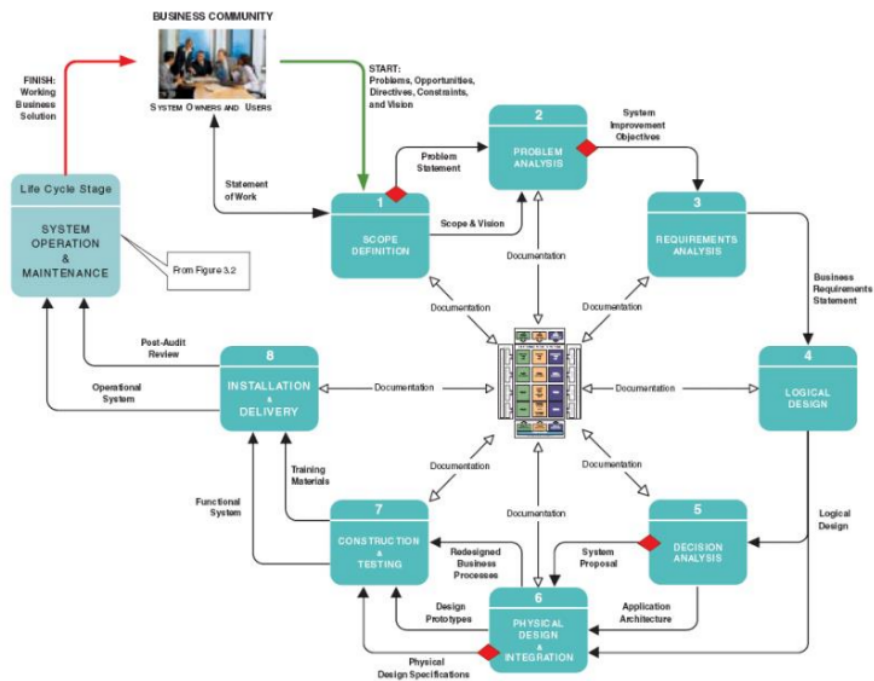 BUSINESS COMMUNITY
SYSTEM OWNERS AND USERS
FINISH:
Working
Business
Solution
START:
Problems, Opportunities,
Directives, Constraints,
and Vision
Statement
of Work
Problem
Statement
Scope & Vision
1
SCOPE
DEFINITION
2
PROBLEM
ANALYSIS
System
Improvement
Objectives
3
REQUIREMENTS
ANALYSIS
Business
Requirements
Statement
Life Cycle Stage
SYSTEM
OPERATION
&
MAINTENANCE
From Figure 3.2
Documentation
Documentation
Documentation
Post-Audit
Review
Operational
System
8
INSTALLATION
&
DELIVERY
Documentation
Documentation
4
LOGICAL
DESIGN
Training
Materials
Functional
System
Documentation
Documentation
Documentation
7
CONSTRUCTION
&
TESTING
Redesigned
Business
Processes
System
Proposal
5
DECISION
ANALYSIS
Logical
Design
Design
Prototypes
6
PHYSICAL
DESIGN
&
INTEGRATION
Application
Architecture
Physical
Design Specifications